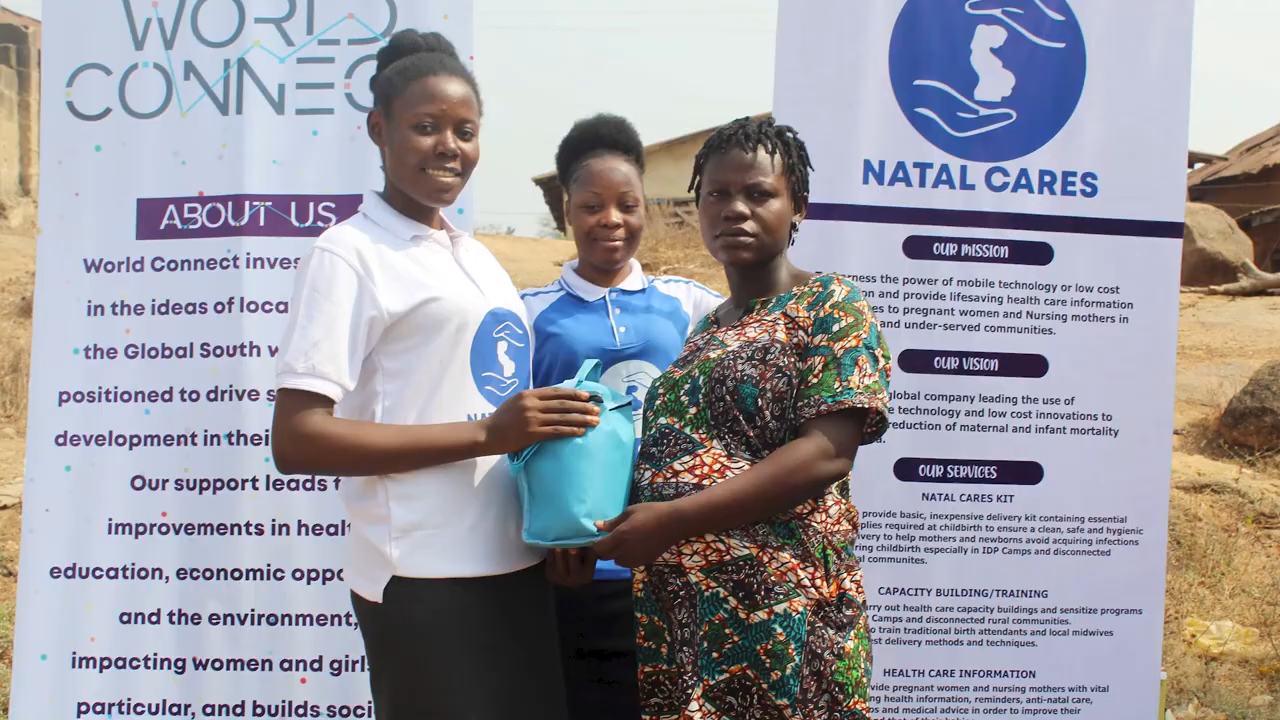 WORLD
CONNEC
ABOUT US
World Connect inves
in the ideas of loca
the Global South w
positioned to drive s
development in thei
Our support leads t
improvements in healt
education, economic oppo
and the environment,
impacting women and girl
particular, and builds soci
NATAL CARES
OUR MISSION
ness the power of mobile technology or low cost
and provide lifesaving health care information
es to pregnant women and Nursing mothers in
and under-served communities.
OUR VISION
global company leading the use of
technology and low cost innovations to
reduction of maternal and infant mortality
OUR SERVICES
NATAL CARES KIT
provide basic, inexpensive delivery kit containing essential
plies required at childbirth to ensure a clean, safe and hygienic
ivery to help mothers and newborns avoid acquiring infections
ring childbirth especially in IDP Camps and disconnected
al communites.
CAPACITY BUILDING/TRAINING
rry out health care capacity buildings and sensitize programs
Camps and disconnected rural communities.
o train traditional birth attendants and local midwives
est delivery methods and techniques.
HEALTH CARE INFORMATION
vide pregnant women and nursing mothers with vital
ng health information, reminders, anti-natal care,
ps and medical advice in order to improve their